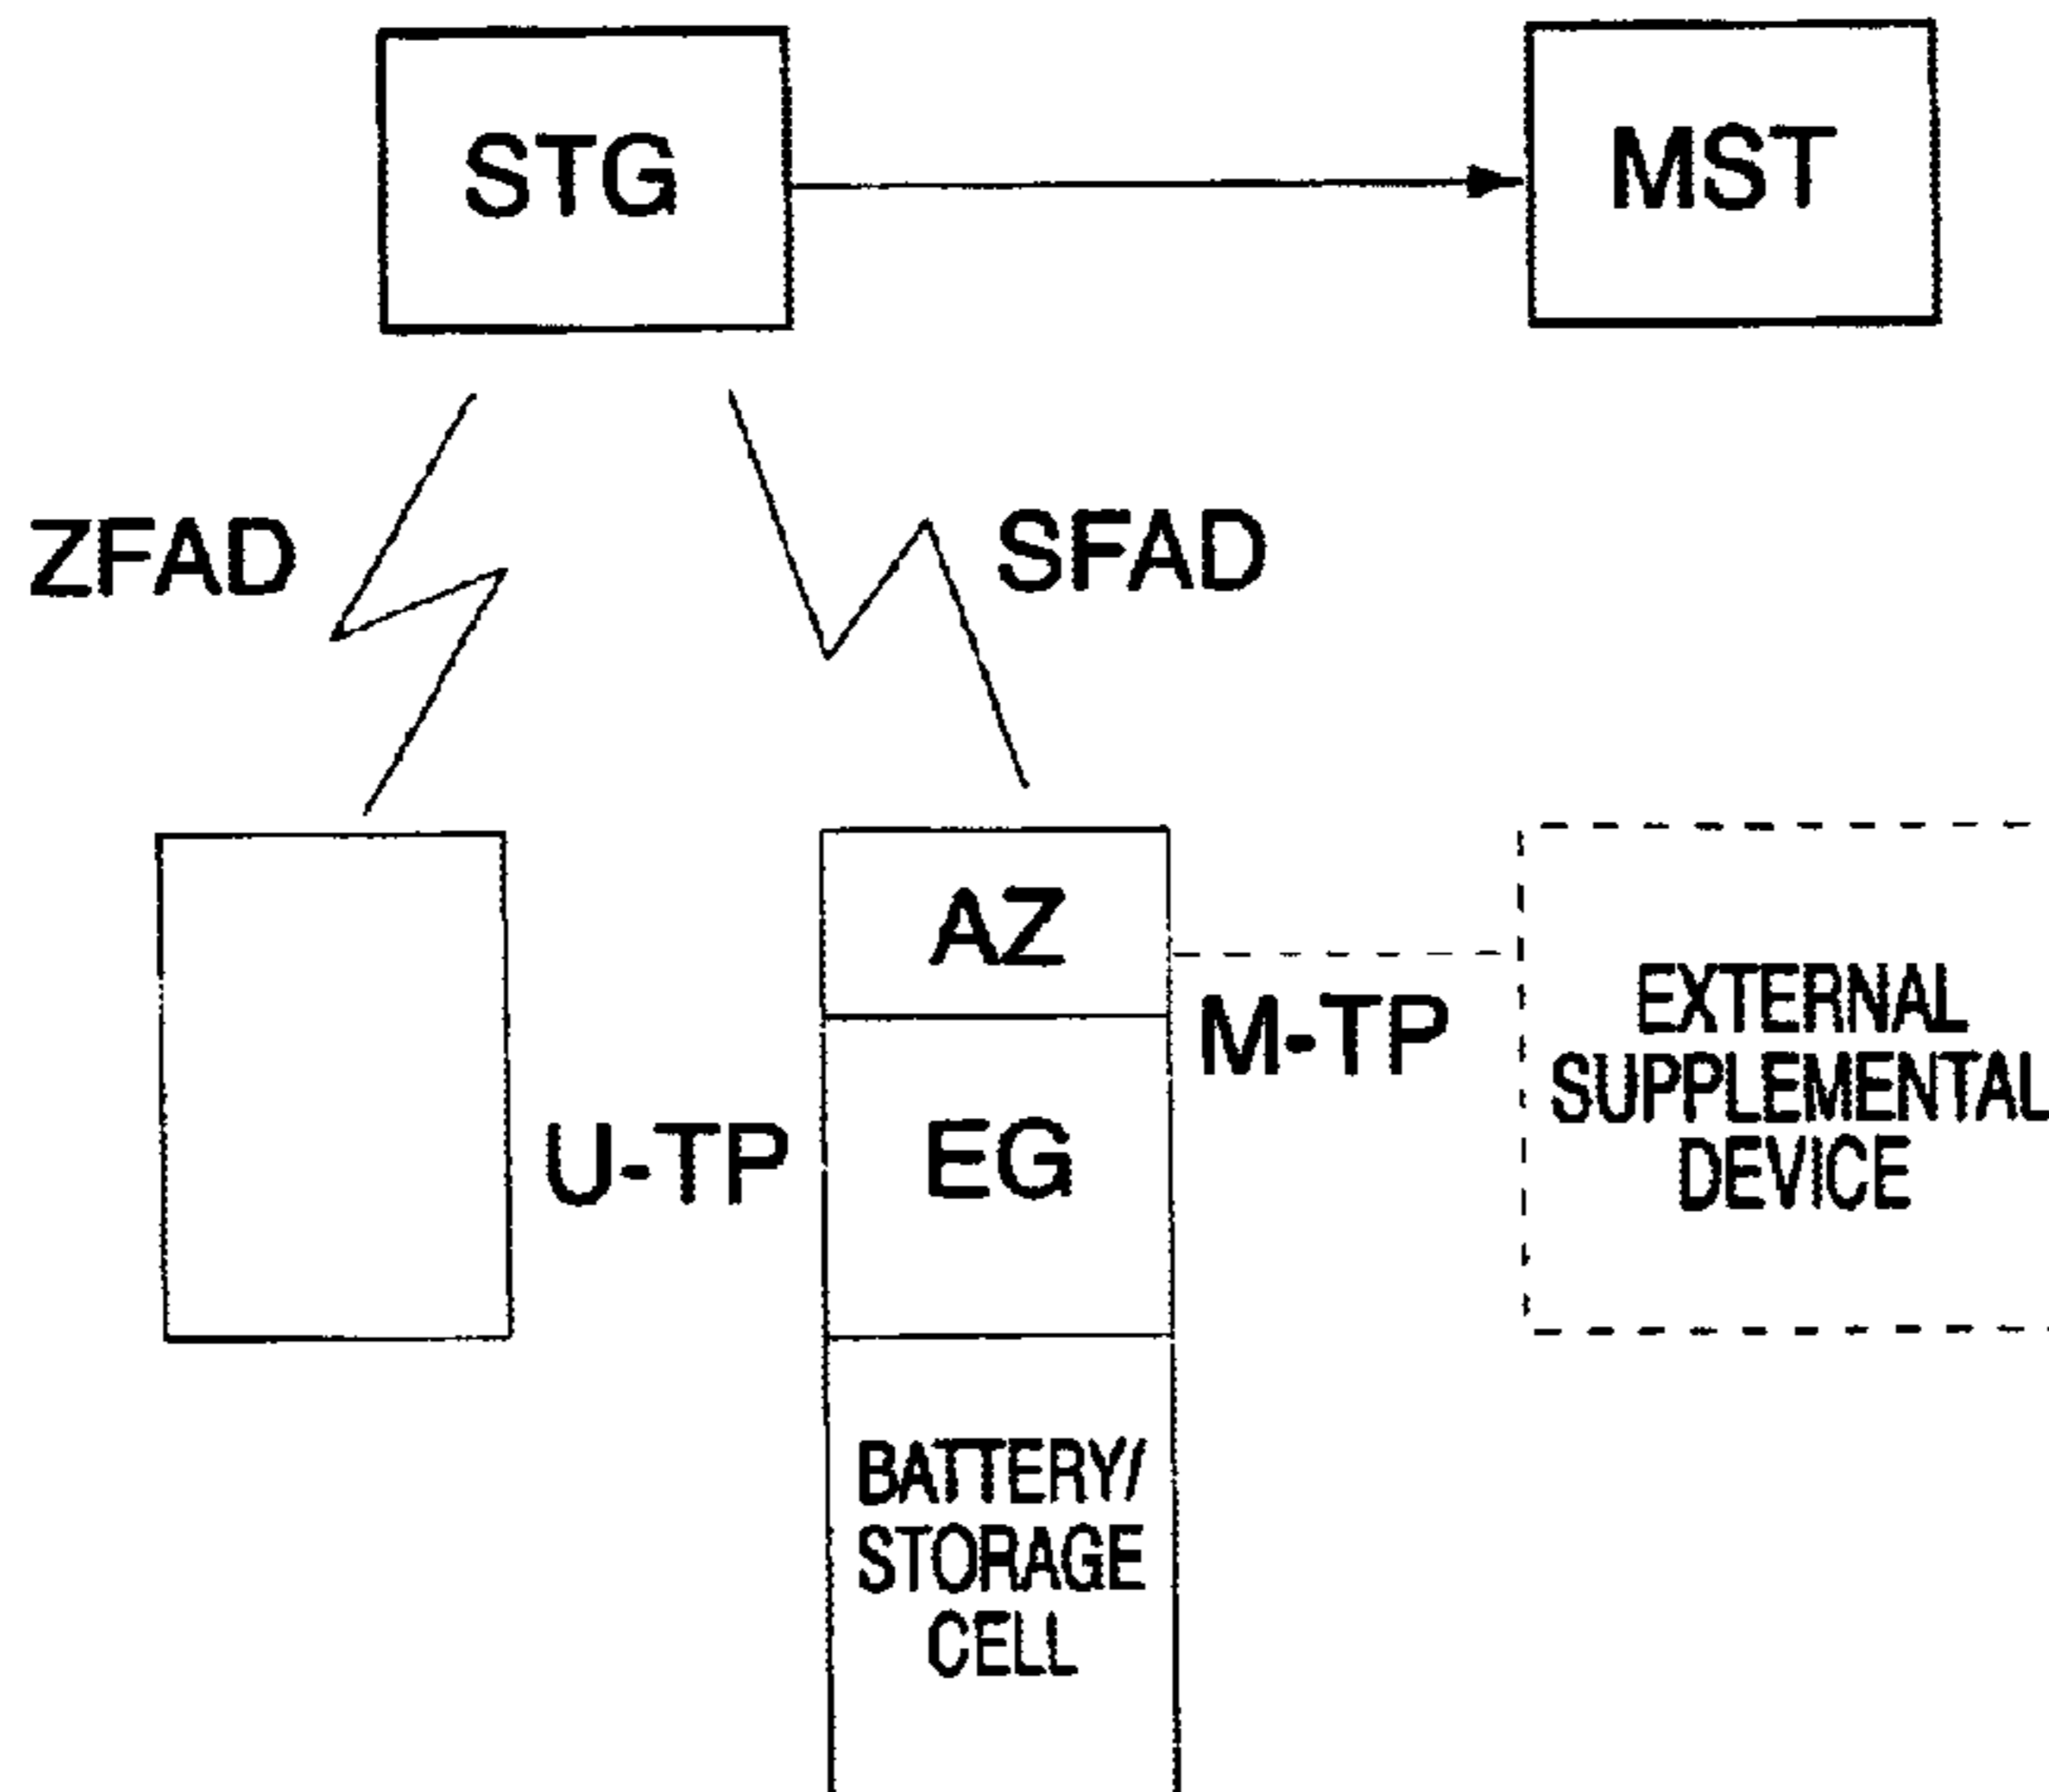 STG
MST
ZFAD
SFAD
AZ
M-TP
EXTERNAL
SUPPLEMENTAL
DEVICE
U-TP
EG
BATTERY/
STORAGE
CELL